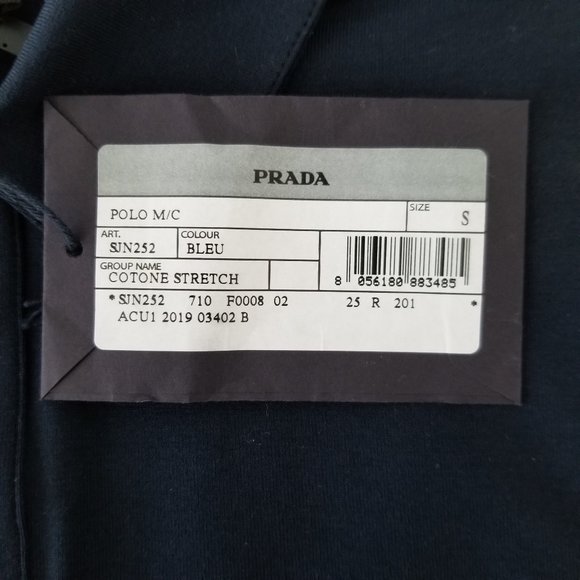 PRADA
POLO M/C SIZE S
ART. COLOUR
SJN252 BLEU
GROUP NAME
COTONE STRETCH
8 056180 883485
*SJN252 710 F0008 02 25 R 201 *
ACU1 2019 03402 B